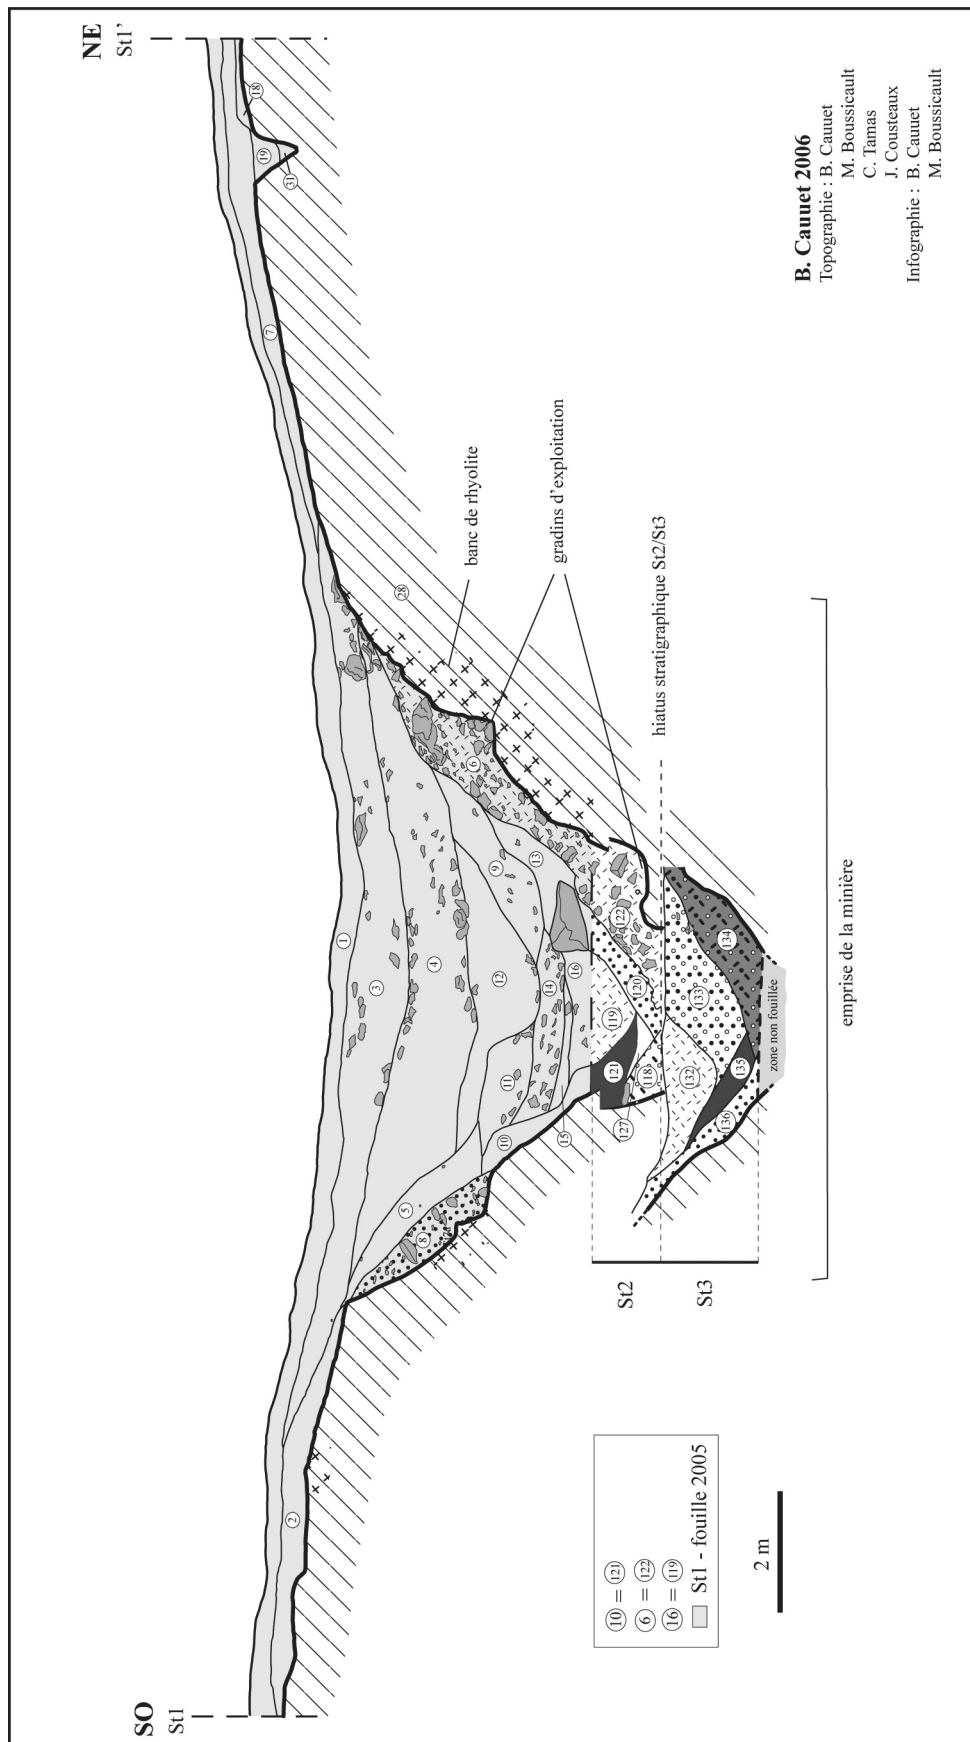 SO
St1
NE
St1’
1
2
3
4
5
6
7
8
9
10
11
12
13
14
15
16
18
19
31
28
banc de rhyolite
gradins d’exploitation
hiatus stratigraphique St2/St3
118
119
120
121
122
127
132
133
134
135
136
zone non fouillée
St2
St3
emprise de la minière
10 = 121
6 = 122
16 = 119
St1 - fouille 2005
2 m
B. Cauuet 2006
Topographie : B. Cauuet
M. Boussicault
C. Tamas
J. Cousteaux
Infographie : B. Cauuet
M. Boussicault